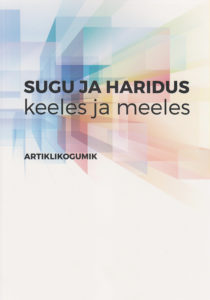 SUGU JA HARIDUS
keeles ja meeles
ARTIKLIKOGUMIK